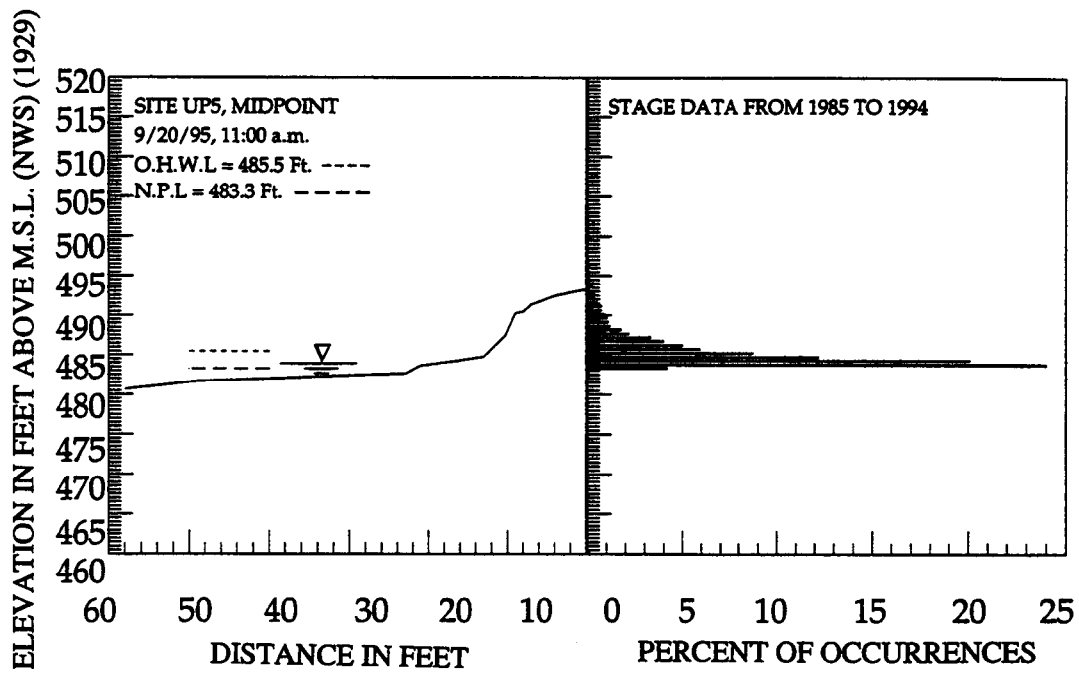 ELEVATION IN FEET ABOVE M.S.L. (NWS) (1929)
520
515
510
505
500
495
490
485
480
475
470
465
460
SITE UP5, MIDPOINT
9/20/95, 11:00 a.m.
O.H.W.L = 485.5 Ft.
N.P.L = 483.3 Ft.
STAGE DATA FROM 1985 TO 1994
60 50 40 30 20 10
0 5 10 15 20 25
DISTANCE IN FEET
PERCENT OF OCCURRENCES